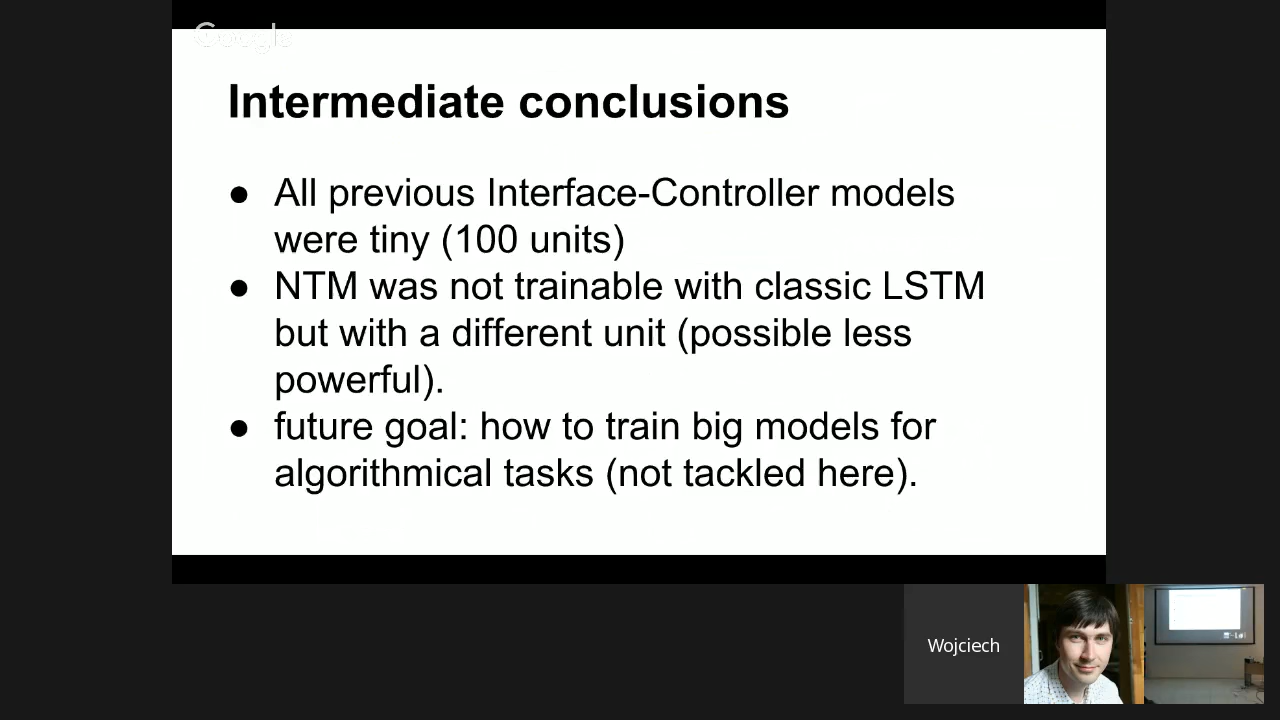 Google
Intermediate conclusions
● All previous Interface-Controller models
were tiny (100 units)
● NTM was not trainable with classic LSTM
but with a different unit (possible less
powerful).
● future goal: how to train big models for
algorithmical tasks (not tackled here).
Wojciech